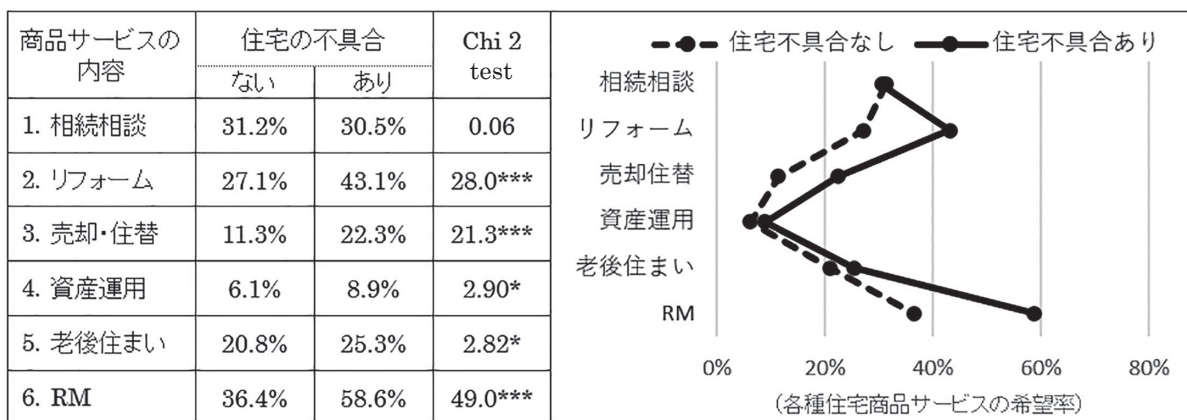 商品サービスの内容 住宅の不具合 Chi 2 test
ない あり
1. 相続相談 31.2% 30.5% 0.06
2. リフォーム 27.1% 43.1% 28.0***
3. 売却・住替 11.3% 22.3% 21.3***
4. 資産運用 6.1% 8.9% 2.90*
5. 老後住まい 20.8% 25.3% 2.82*
6. RM 36.4% 58.6% 49.0***
住宅不具合なし 住宅不具合あり
相続相談
リフォーム
売却住替
資産運用
老後住まい
RM
0% 20% 40% 60% 80%
(各種住宅商品サービスの希望率)